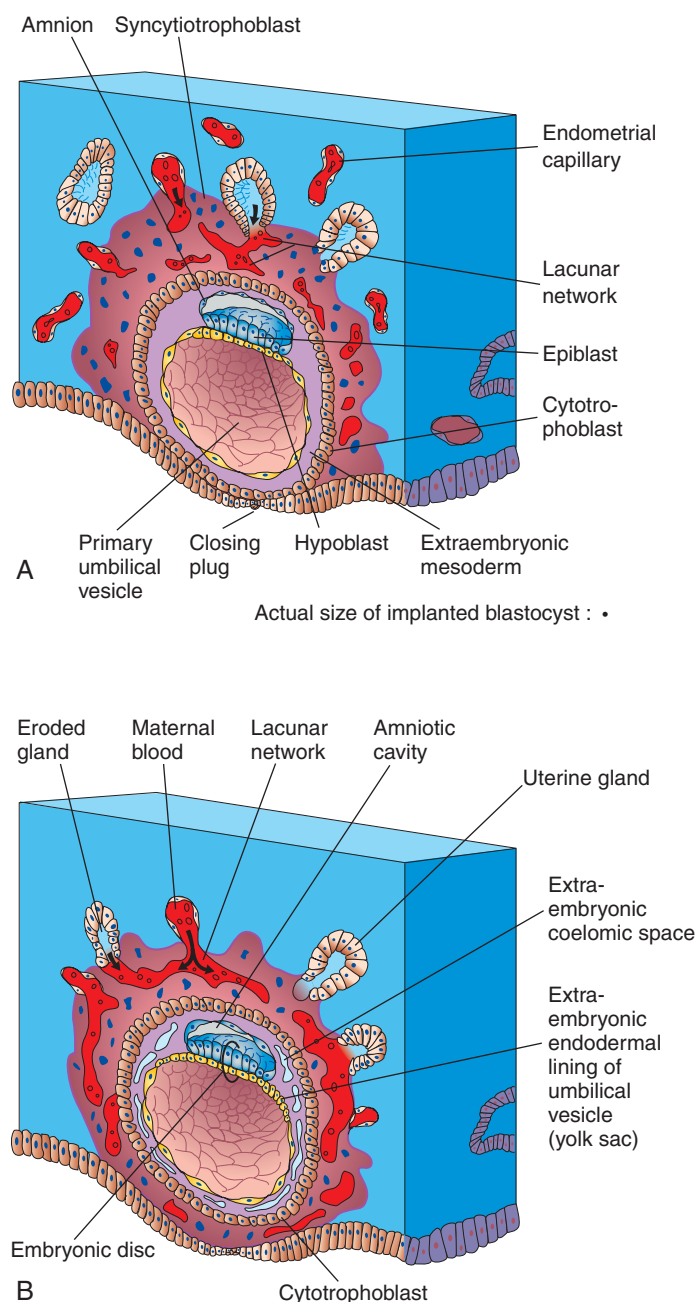 Amnion
Syncytiotrophoblast
Endometrial
capillary
Lacunar
network
Epiblast
Cytotro-
phoblast
Primary
umbilical
vesicle
Closing
plug
Hypoblast
Extraembryonic
mesoderm
A
Actual size of implanted blastocyst :
Eroded
gland
Maternal
blood
Lacunar
network
Amniotic
cavity
Uterine gland
Extra-
embryonic
coelomic space
Extra-
embryonic
endodermal
lining of
umbilical
vesicle
(yolk sac)
Embryonic disc
Cytotrophoblast
B